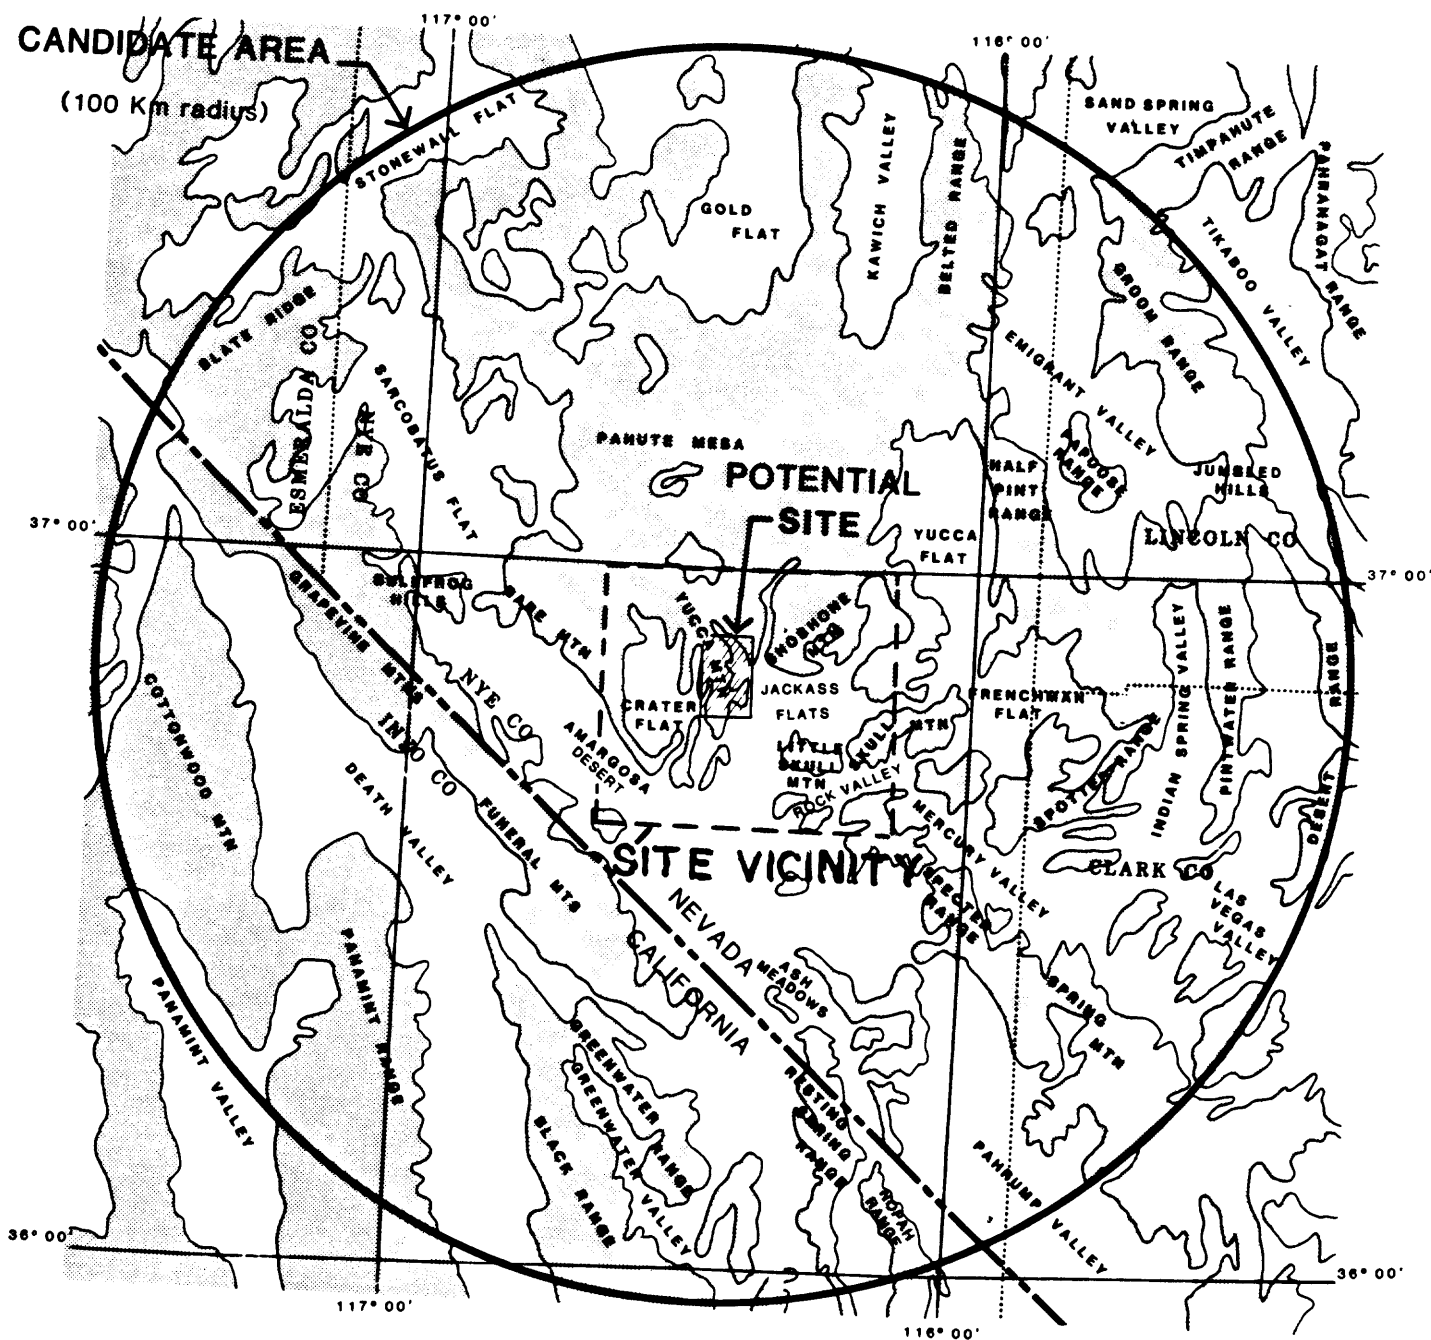 117° 00'
116° 00'
CANDIDATE AREA
(100 Km radius)
STONEWALL FLAT
SAND SPRING
VALLEY
TIMPAHUTE
RANGE
PAHRANAGAT RANGE
KAWICH VALLEY
BELTED RANGE
GOLD
FLAT
TIKABOO VALLEY
GROOM RANGE
SLATE RIDGE
ESMERALDA CO
NYE CO
SARCOBATUS FLAT
EMIGRANT VALLEY
PAHUTE MESA
POTENTIAL
SITE
HALF
PINT
RANGE
PAPOOSE
RANGE
JUMBLED
HILLS
LINCOLN CO
37° 00'
YUCCA
FLAT
37° 00'
BULLFROG
HILLS
BARE MTN
GRAPEVINE MTNS
YUCCA
SHOSHONE
MTN
COTTONWOOD MTN
NYE CO
INYO CO
CRATER
FLAT
JACKASS
FLATS
FRENCHMAN
FLAT
INDIAN SPRING VALLEY
PINTWATER RANGE
DESERT RANGE
AMARGOSA
DESERT
LITTLE
SKULL
MTN
SKULL MTN
ROCK VALLEY
SPOTTED RANGE
DEATH VALLEY
FUNERAL MTS
SITE VICINITY
MERCURY VALLEY
CLARK CO
SPECTER
RANGE
LAS
VEGAS
VALLEY
NEVADA
CALIFORNIA
PANAMINT RANGE
PANAMINT VALLEY
ASH
MEADOWS
SPRING MTN
GREENWATER RANGE
GREENWATER VALLEY
BLACK RANGE
RESTING
SPRING
RANGE
NOPAH
RANGE
PAHRUMP VALLEY
36° 00'
36° 00'
117° 00'
116° 00'